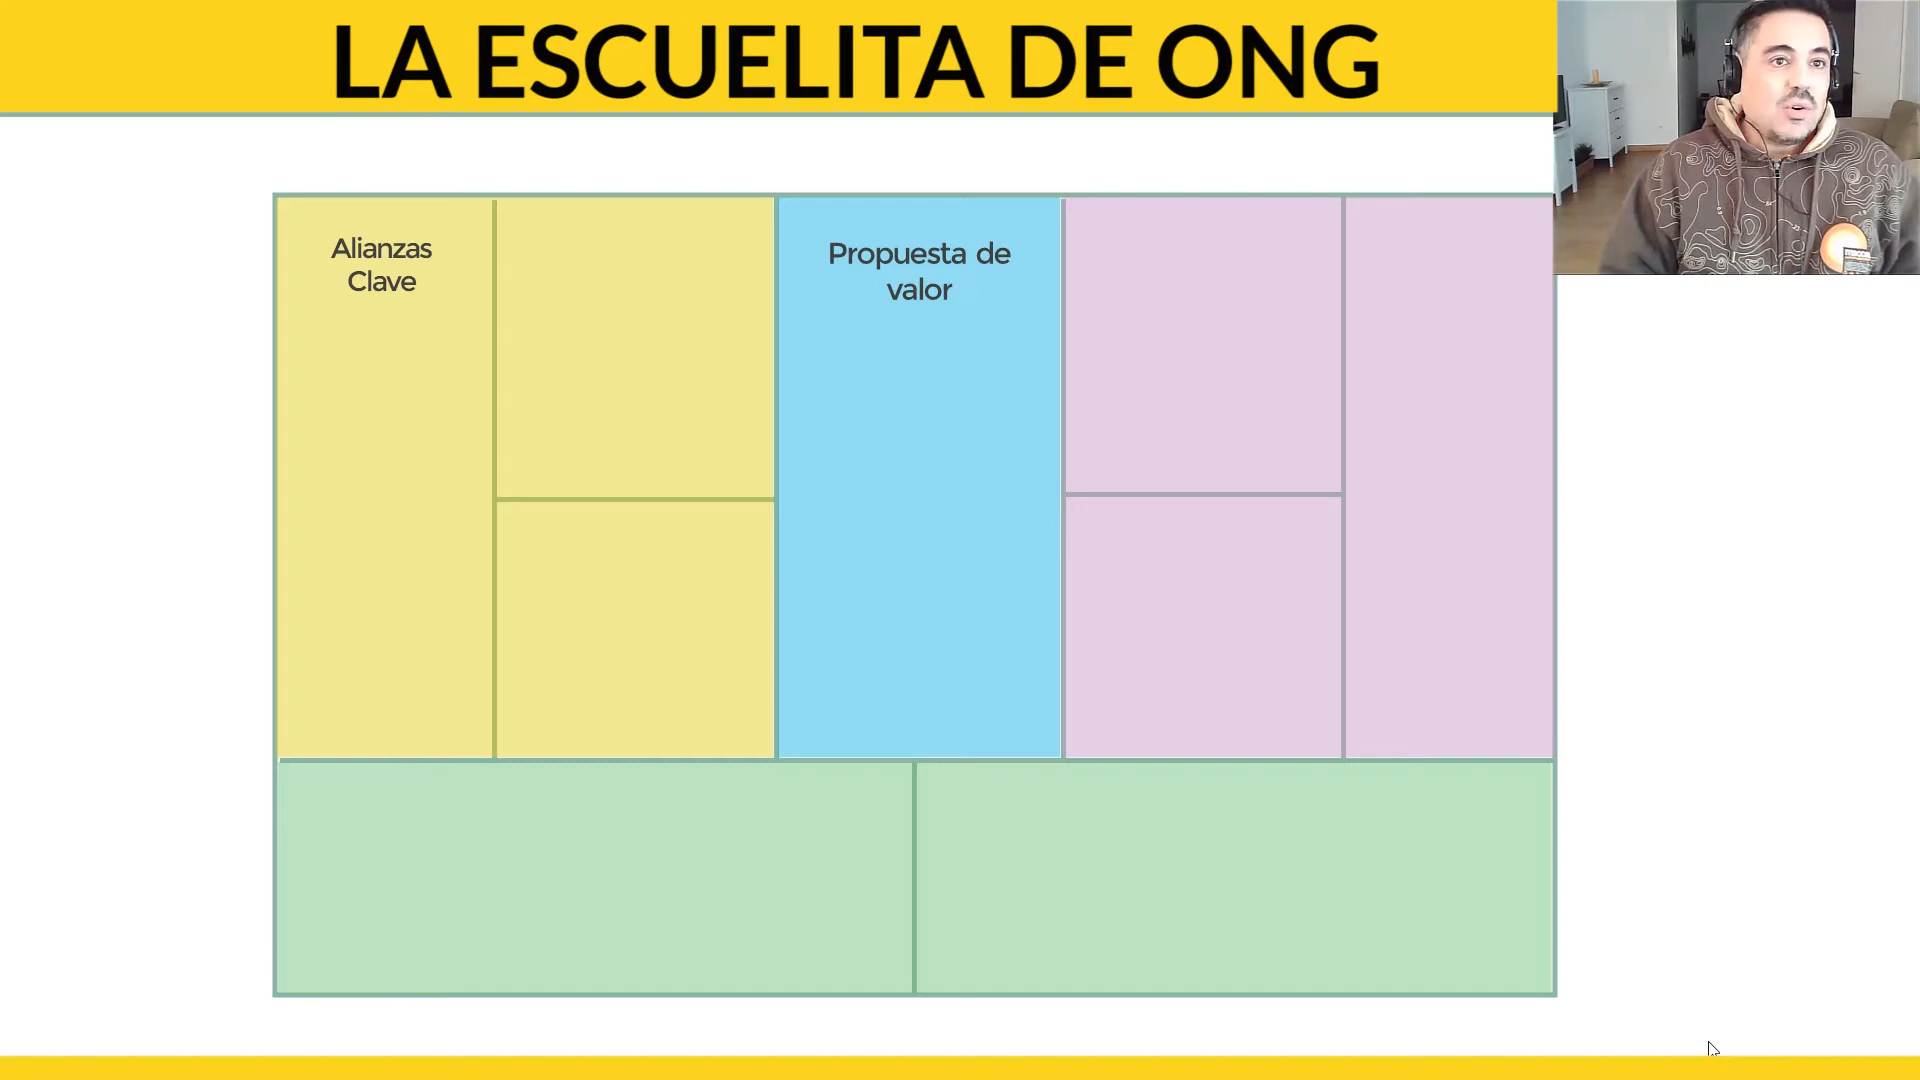 LA ESCUELITA DE ONG
Alianzas
Clave
Propuesta de
valor